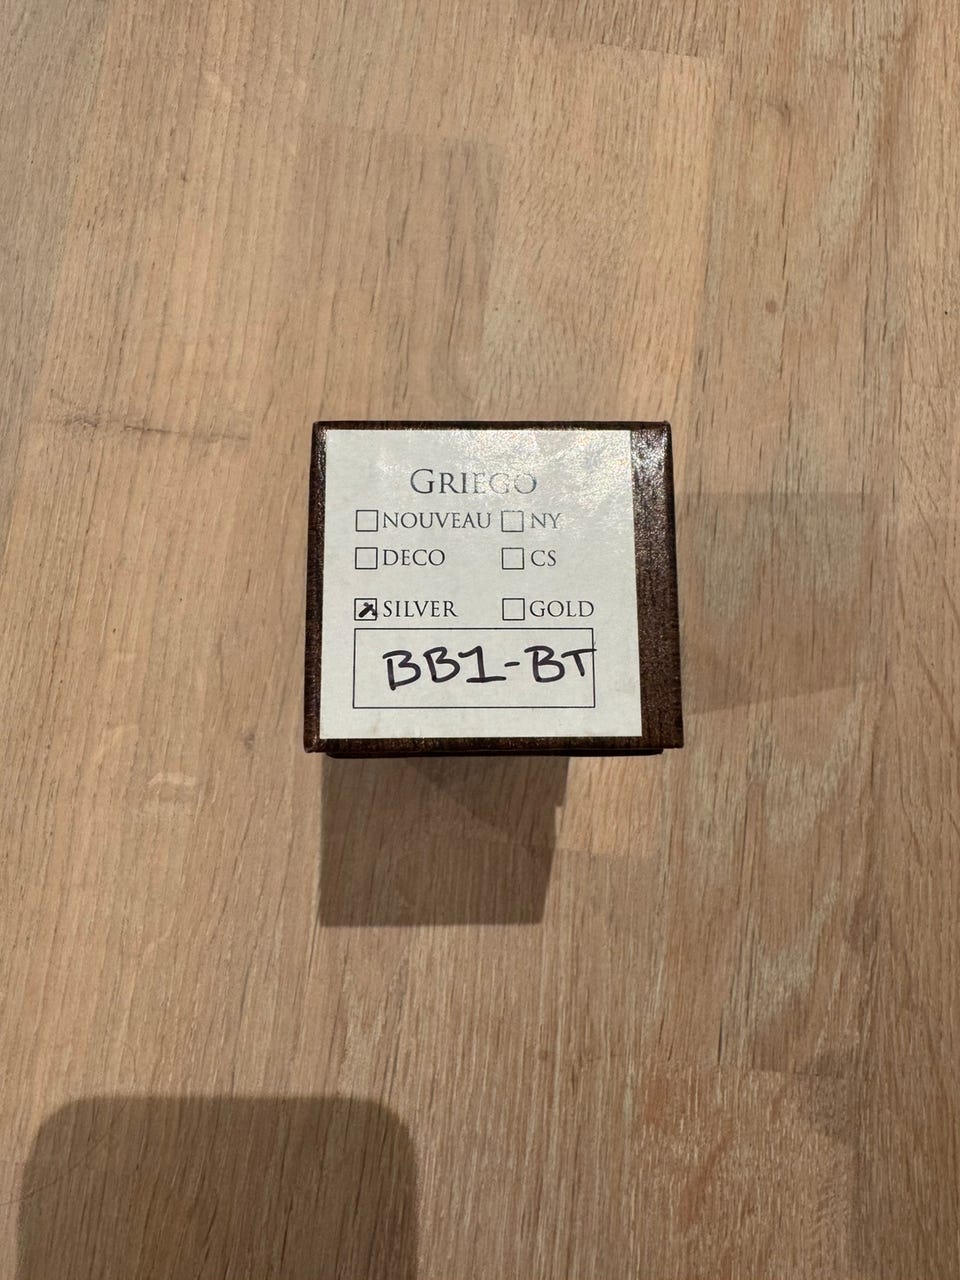 GRIEGO
☐ NOUVEAU ☐ NY
☐ DECO ☐ CS
☒ SILVER ☐ GOLD
BB1-BT